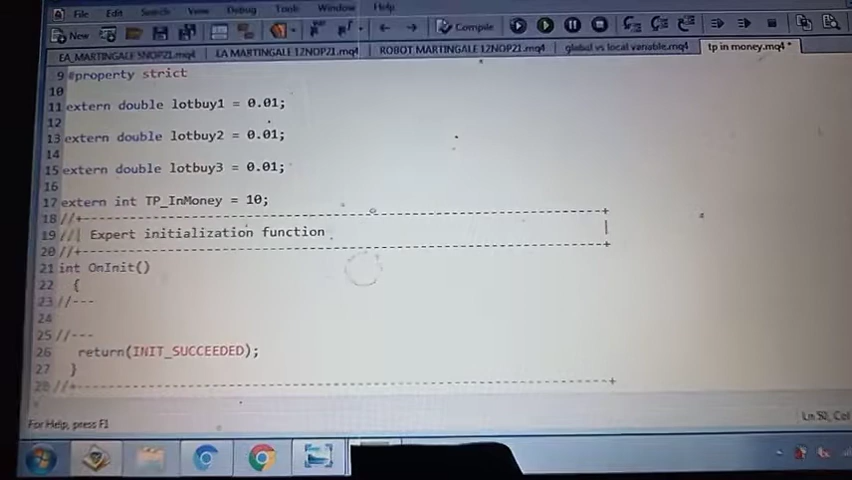 File Edit Search View Debug Tools Window Help
New Compile
EA_MARTINGALE 5NOP21.mq4 EA MARTINGALE 12NOP21.mq4 ROBOT MARTINGALE 12NOP21.mq4 global vs local variable.mq4 tp in money.mq4 *
9 #property strict
10
11 extern double lotbuy1 = 0.01;
12
13 extern double lotbuy2 = 0.01;
14
15 extern double lotbuy3 = 0.01;
16
17 extern int TP_InMoney = 10;
18 //+------------------------------------------------------------------+
19 //| Expert initialization function |
20 //+------------------------------------------------------------------+
21 int OnInit()
22 {
23 //---
24
25 //---
26 return(INIT_SUCCEEDED);
27 }
28 //+------------------------------------------------------------------+
For Help, press F1
Ln 50, Col